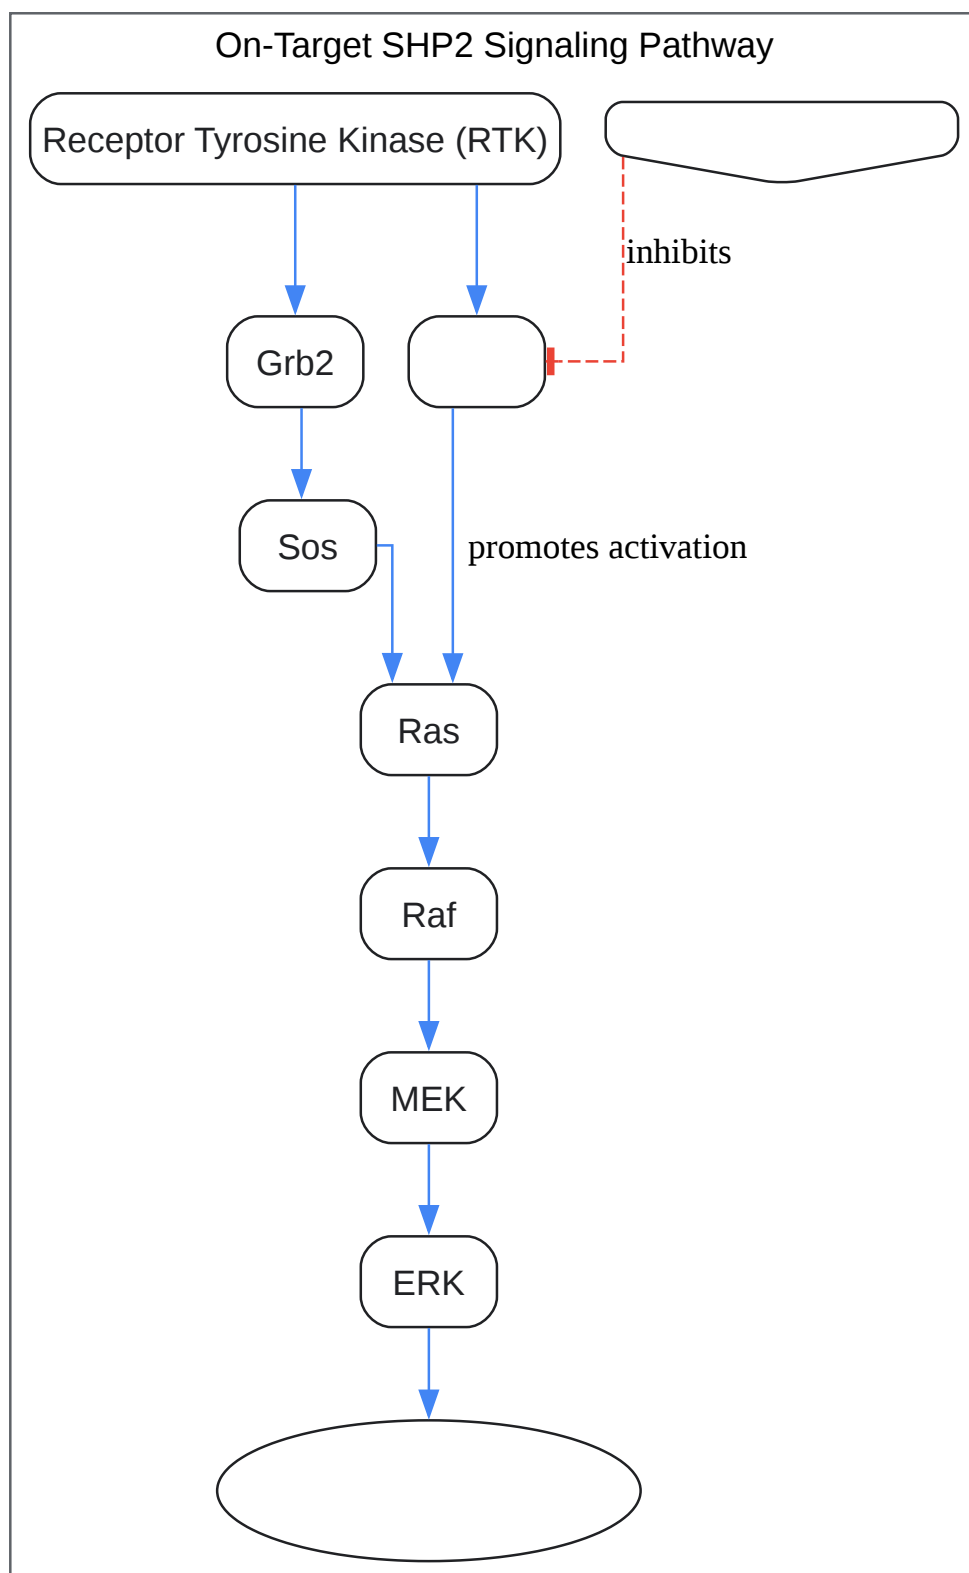 On-Target SHP2 Signaling Pathway
Receptor Tyrosine Kinase (RTK)
inhibits
Grb2
Sos
promotes activation
Ras
Raf
MEK
ERK